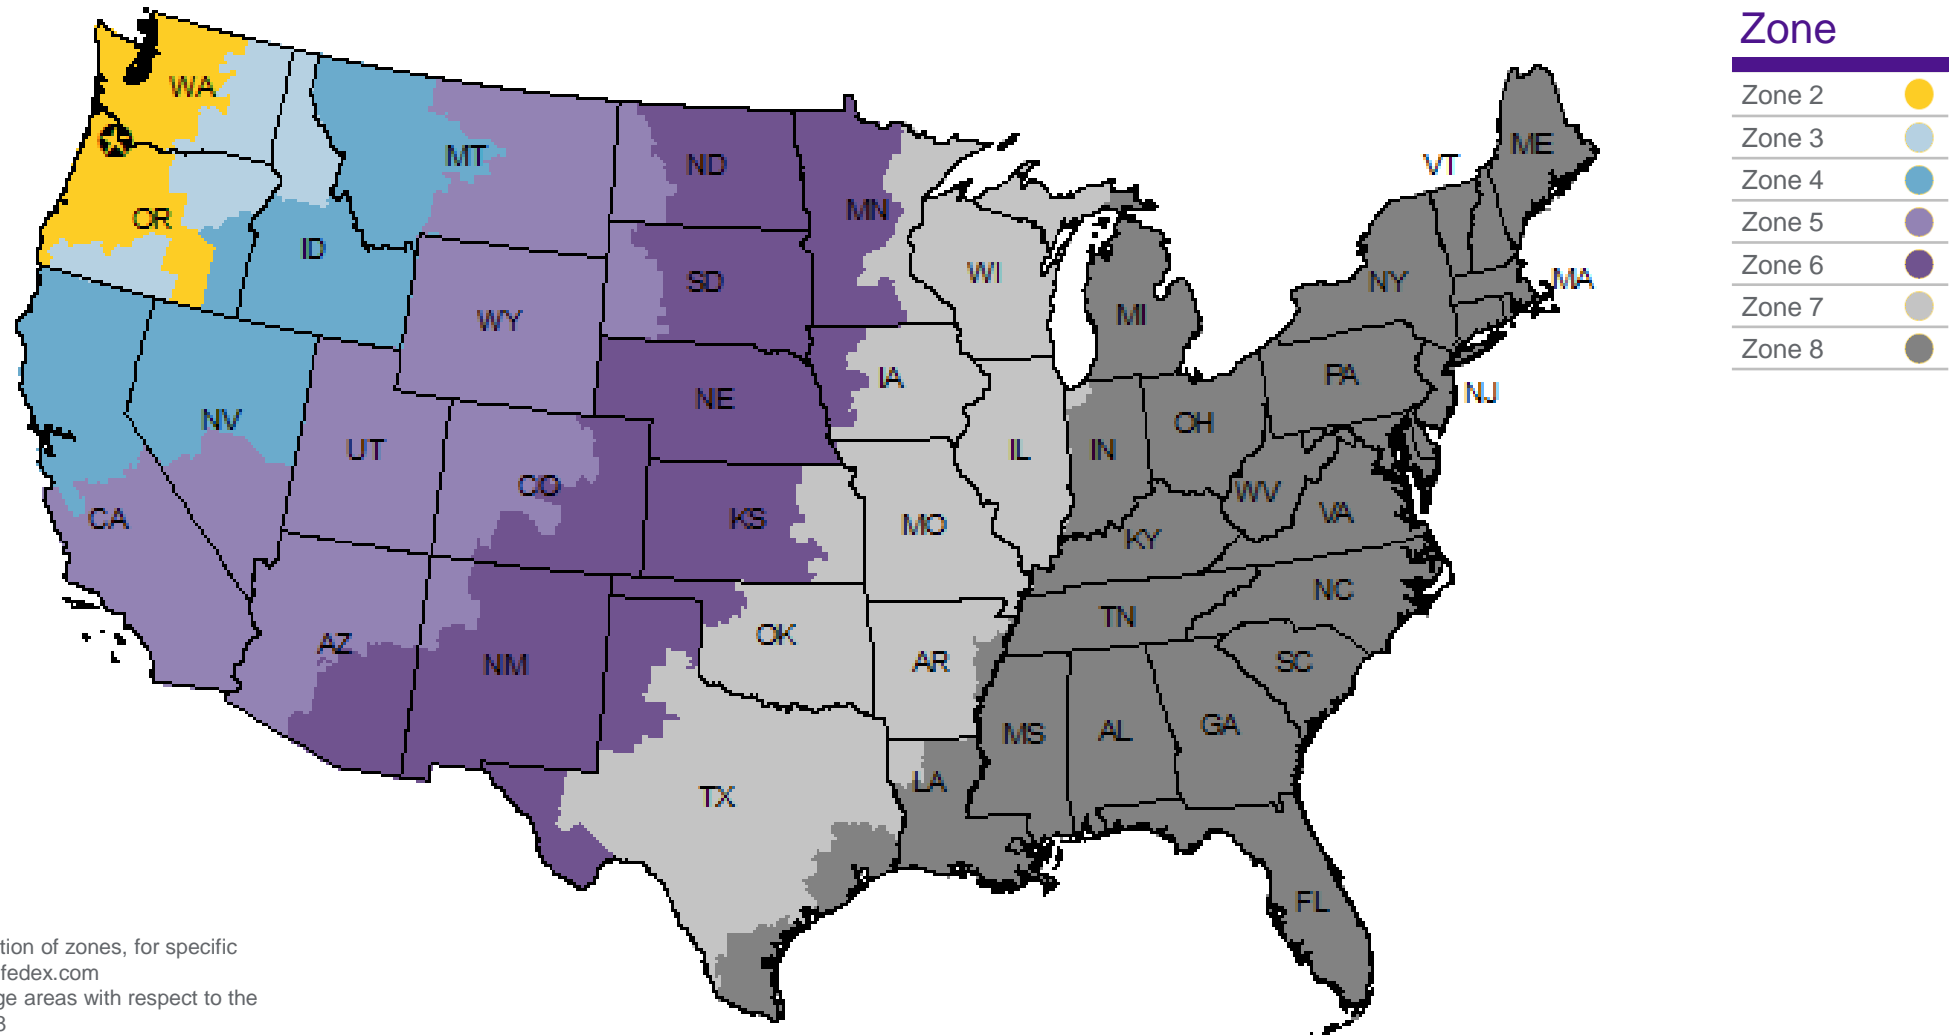 Zone
Zone 2
Zone 3
Zone 4
Zone 5
Zone 6
Zone 7
Zone 8
WA
MT
ND
MN
VT
ME
OR
ID
SD
WI
NY
MA
WY
MI
IA
PA
NJ
NE
NV
UT
IL
IN
OH
CO
WV
CA
KS
MO
VA
KY
NC
AZ
OK
TN
NM
AR
SC
MS
AL
GA
TX
LA
FL
tion of zones, for specific
fedex.com
ge areas with respect to the
3